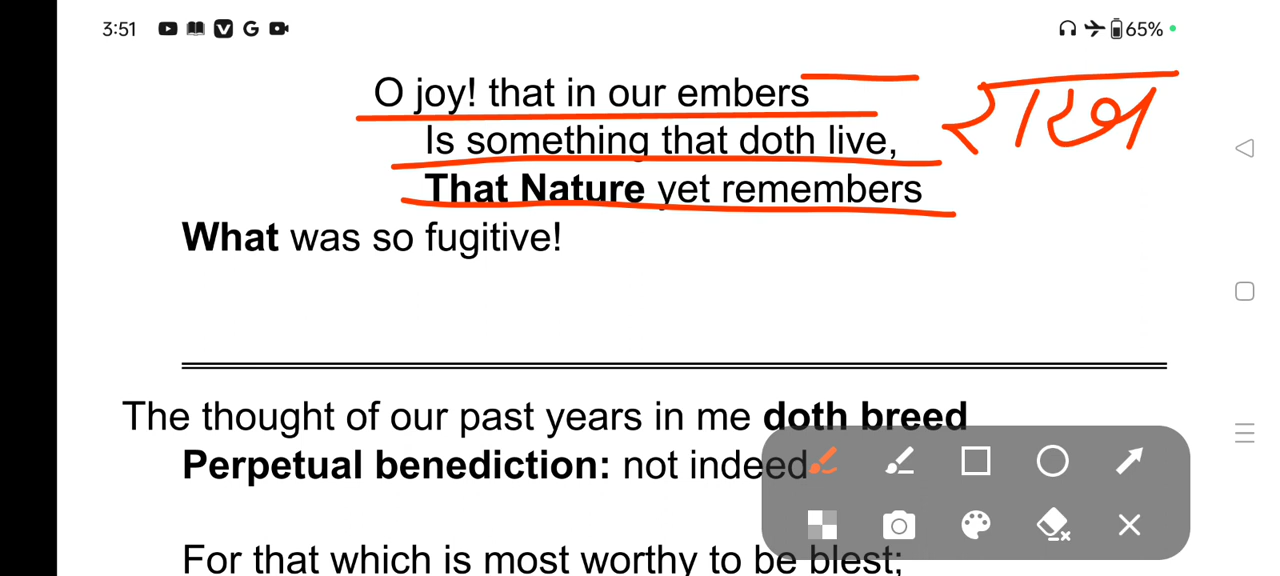 3:51 65%
O joy! that in our embers
राख
Is something that doth live,
That Nature yet remembers
What was so fugitive!
The thought of our past years in me doth breed
Perpetual benediction: not indeed
For that which is most worthy to be blest;